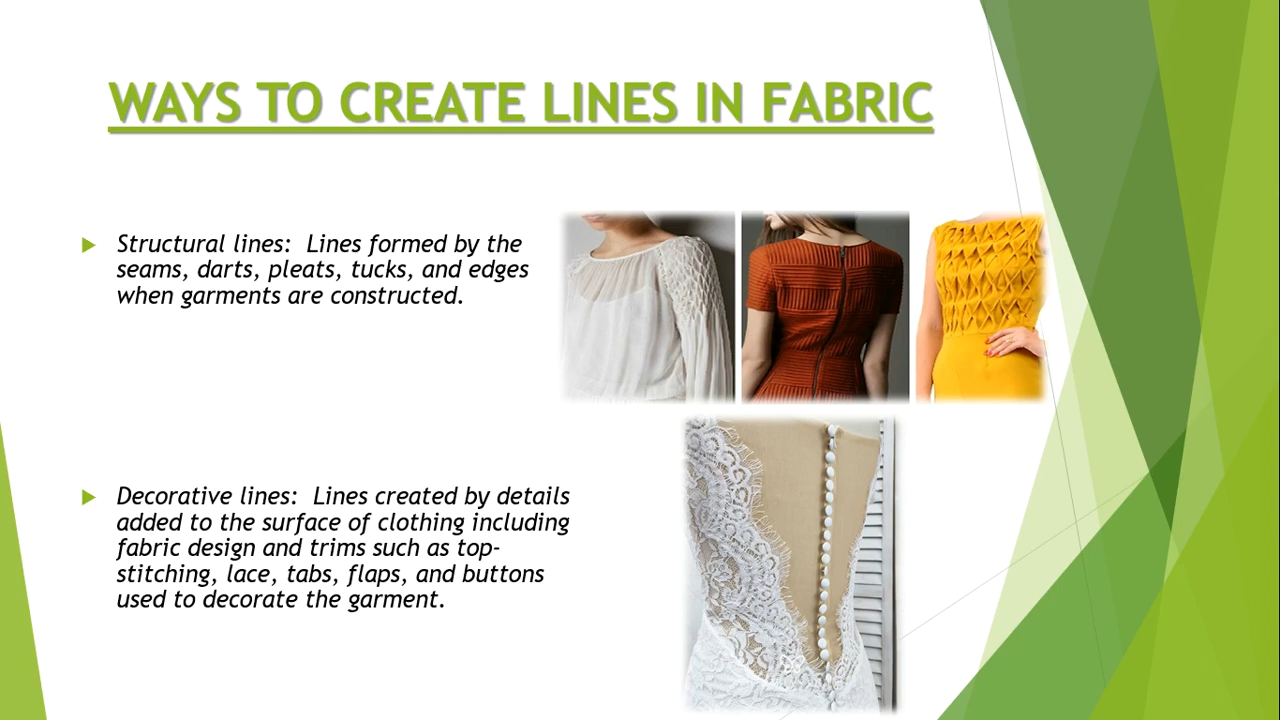 WAYS TO CREATE LINES IN FABRIC
Structural lines:  Lines formed by the
seams, darts, pleats, tucks, and edges
when garments are constructed.
Decorative lines:  Lines created by details
added to the surface of clothing including
fabric design and trims such as top-
stitching, lace, tabs, flaps, and buttons
used to decorate the garment.